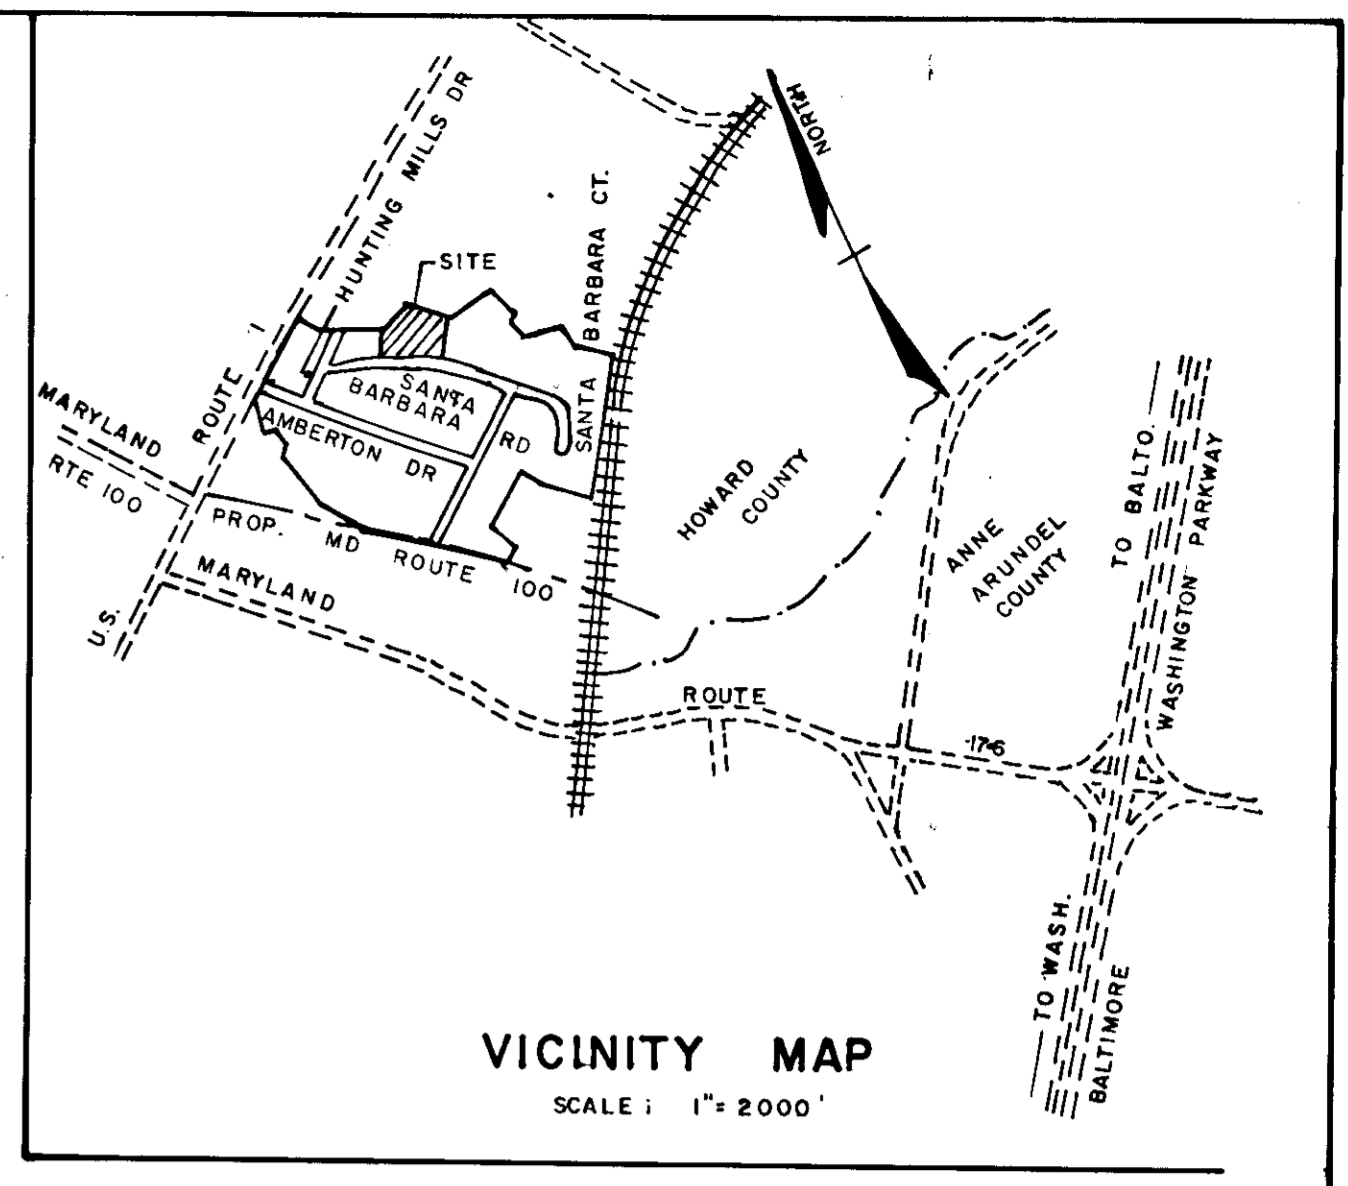 NORTH
HUNTING MILLS DR
SITE
SANTA BARBARA CT.
U.S. ROUTE 1
MARYLAND
RTE 100
SANTA
BARBARA
RD
AMBERTON DR
PROP. MD ROUTE 100
HOWARD
COUNTY
ANNE
ARUNDEL
COUNTY
TO BALTO.
MARYLAND ROUTE 176
TO WASH.
BALTIMORE WASHINGTON PARKWAY
VICINITY MAP
SCALE: 1"= 2000'